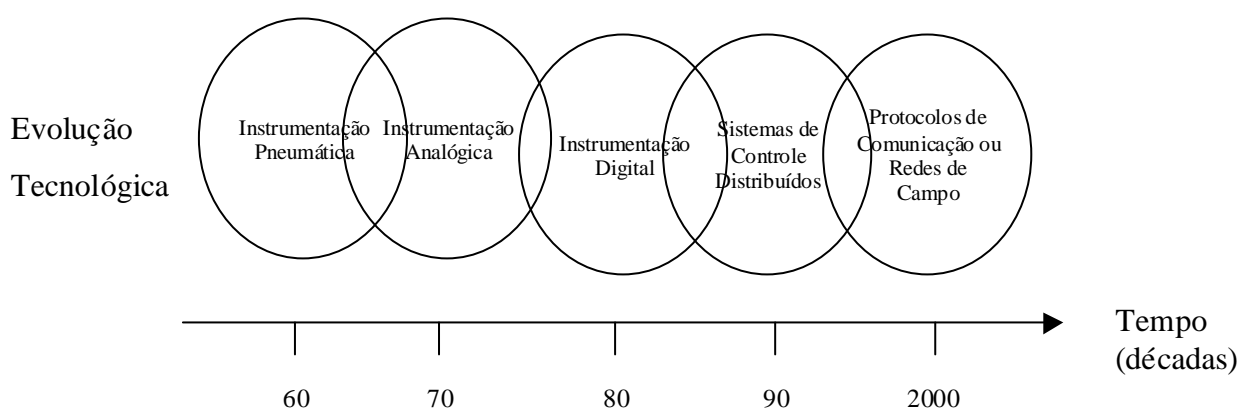 Evolução
Tecnológica
Instrumentação
Pneumática
Instrumentação
Analógica
Instrumentação
Digital
Sistemas de
Controle
Distribuídos
Protocolos de
Comunicação ou
Redes de
Campo
Tempo
(décadas)
60
70
80
90
2000